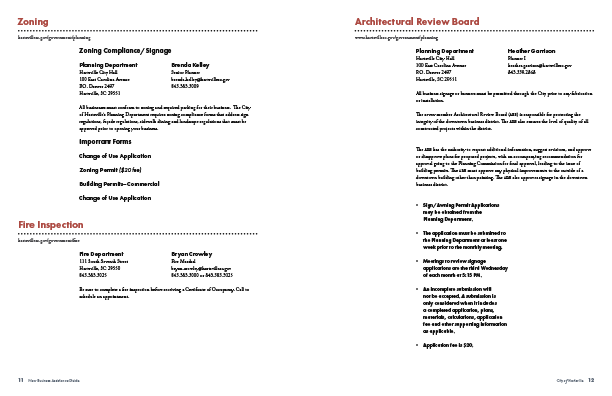 Zoning
hartsvillesc.gov/government/planning
Zoning Compliance/Signage
Planning Department
Hartsville City Hall
100 East Carolina Avenue
P.O. Drawer 2497
Hartsville, SC 29551
Brenda Kelley
Senior Planner
brenda.kelley@hartsvillesc.gov
843.383.3009
All businesses must conform to zoning and required parking for their business. The City
of Hartsville's Planning Department requires zoning compliance forms that address sign
regulations, façade regulations, sidewalk dining and landscape regulations that must be
approved prior to opening your business.
Important Forms
Change of Use Application
Zoning Permit ($20 fee)
Building Permits–Commercial
Change of Use Application
Fire Inspection
hartsvillesc.gov/government/fire
Fire Department
131 South Seventh Street
Hartsville, SC 29550
843.383.3025
Bryan Crowley
Fire Marshal
bryan.crowley@hartsvillesc.gov
843.383.3000 or 843.383.3025
Be sure to complete a fire inspection before receiving a Certificate of Occupancy. Call to
schedule an appointment.
11 New Business Assistance Guide
Architectural Review Board
www.hartsvillesc.gov/government/planning
Planning Department
Hartsville City Hall
100 East Carolina Avenue
P.O. Drawer 2497
Hartsville, SC 29551
Heather Garrison
Planner I
heather.garrison@hartsvillesc.gov
843.339.2868
All business signage or banners must be permitted through the City prior to any fabrication
or installation.
The seven-member Architectural Review Board (ARB) is responsible for protecting the
integrity of the downtown business district. The ARB also ensures the level of quality of all
constructed projects within the district.
The ARB has the authority to request additional information, suggest revisions, and approve
or disapprove plans for proposed projects, with an accompanying recommendation for
approval going to the Planning Commission for final approval, leading to the issue of
building permits. The ARB must approve any physical improvements to the outside of a
downtown building other than painting. The ARB also approves signage in the downtown
business district.
• Sign/Awning Permit Applications
may be obtained from the
Planning Department.
• The application must be submitted to
the Planning Department at least one
week prior to the monthly meeting.
• Meetings to review signage
applications are the third Wednesday
of each month at 5:15 PM.
• An incomplete submission will
not be accepted. A submission is
only considered when it includes
a completed application, plans,
materials, calculations, application
fee and other supporting information
as applicable.
• Application fee is $20.
City of Hartsville 12